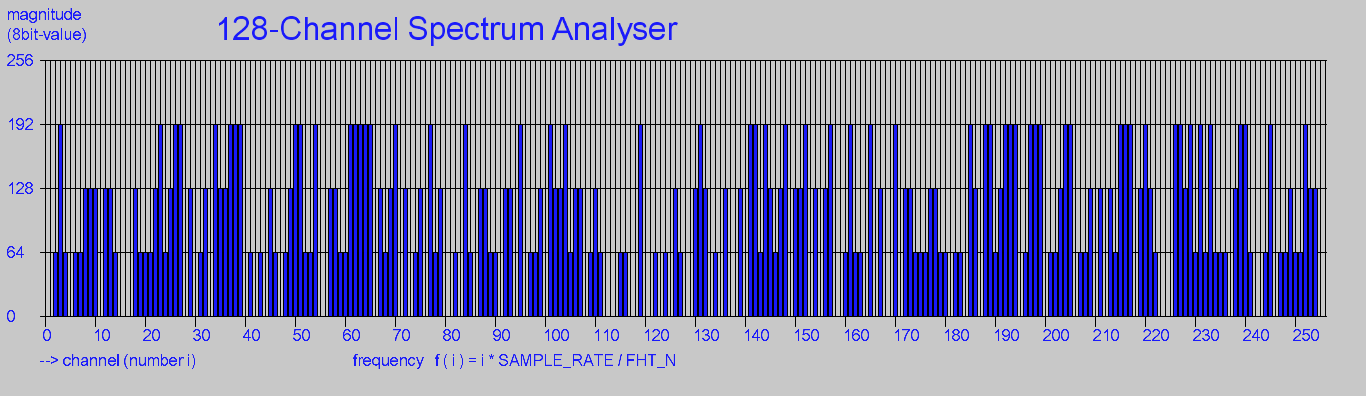 magnitude
(8bit-value)
128-Channel Spectrum Analyser
256
192
128
64
0
0 10 20 30 40 50 60 70 80 90 100 110 120 130 140 150 160 170 180 190 200 210 220 230 240 250
--> channel (number i)
frequency f ( i ) = i * SAMPLE_RATE / FHT_N